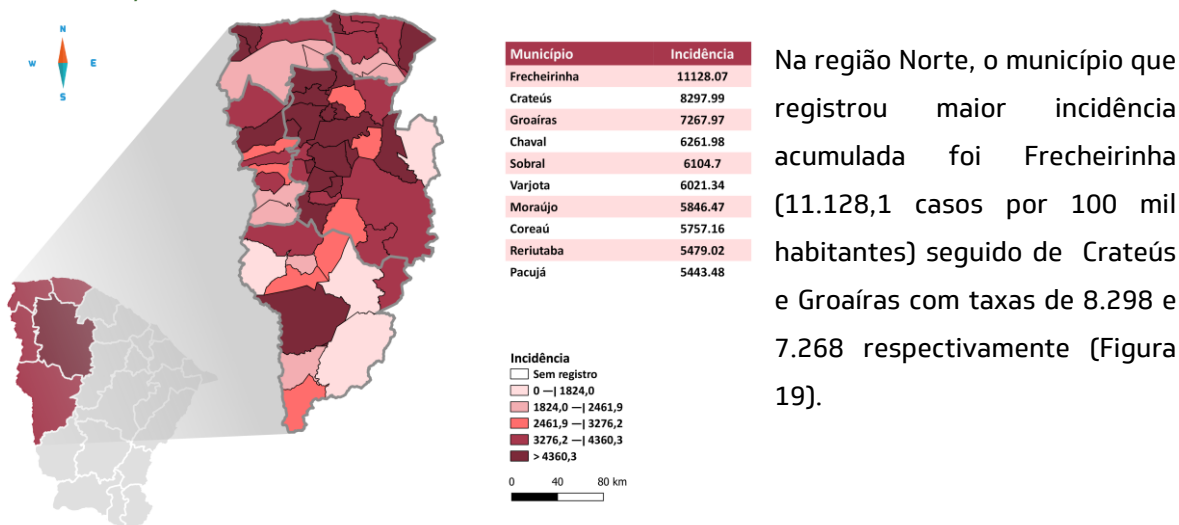 N
W
E
S
Município Incidência
Frecheirinha 11128.07
Crateús 8297.99
Groaíras 7267.97
Chaval 6261.98
Sobral 6104.7
Varjota 6021.34
Moraújo 5846.47
Coreaú 5757.16
Reriutaba 5479.02
Pacujá 5443.48
Incidência
Sem registro
0 —| 1824,0
1824,0 —| 2461,9
2461,9 —| 3276,2
3276,2 —| 4360,3
> 4360,3
0 40 80 km
Na região Norte, o município que
registrou maior incidência
acumulada foi Frecheirinha
(11.128,1 casos por 100 mil
habitantes) seguido de Crateús
e Groaíras com taxas de 8.298 e
7.268 respectivamente (Figura
19).